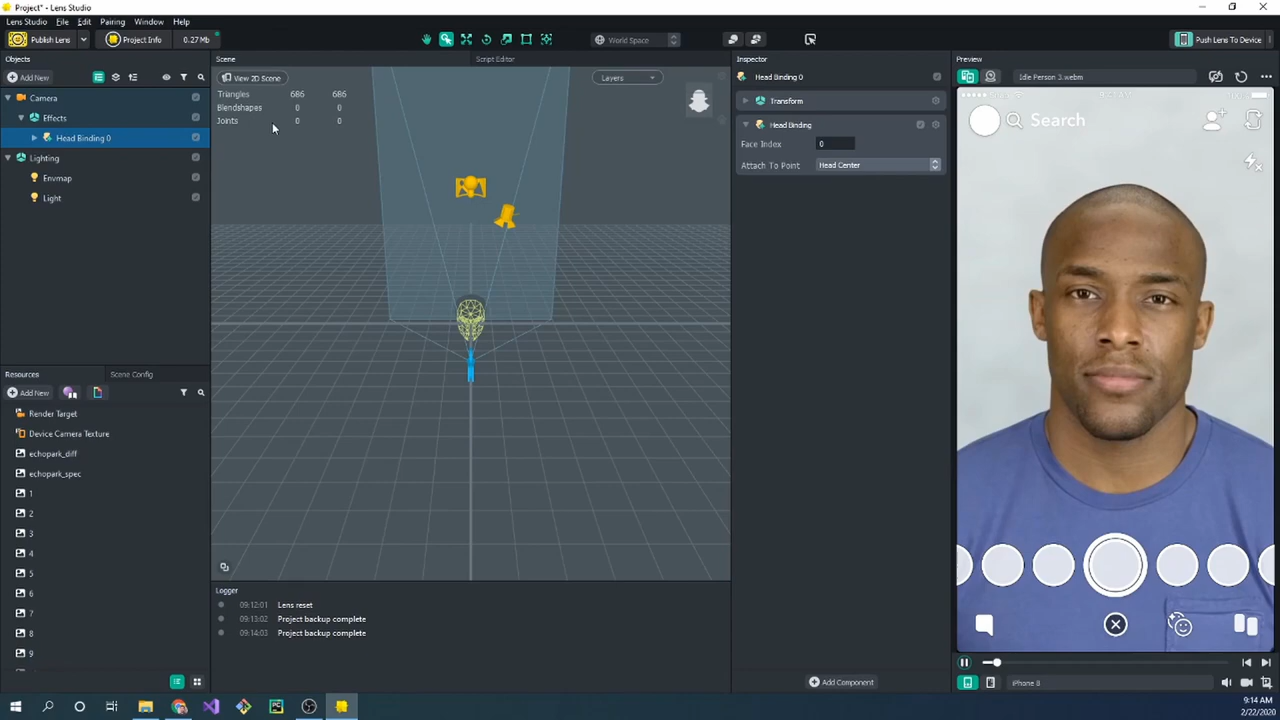 Project* - Lens Studio
Lens Studio File Edit Pairing Window Help
Publish Lens Project Info 0.27 Mb World Space Push Lens To Device
Objects Scene Script Editor Inspector Preview
Add New View 2D Scene Layers Head Binding 0 Idle Person 3.webm
Triangles 686 686
Blendshapes 0 0
Joints 0 0
Camera
Effects
Head Binding 0
Lighting
Envmap
Light
Transform
Head Binding
Face Index 0
Attach To Point Head Center
Search
Resources Scene Config
Add New
Render Target
Device Camera Texture
echopark_diff
echopark_spec
1
2
3
4
5
6
7
8
9
Logger
09:12:01 Lens reset
09:13:02 Project backup complete
09:14:03 Project backup complete
Add Component
iPhone 8
9:14 AM
2/22/2020